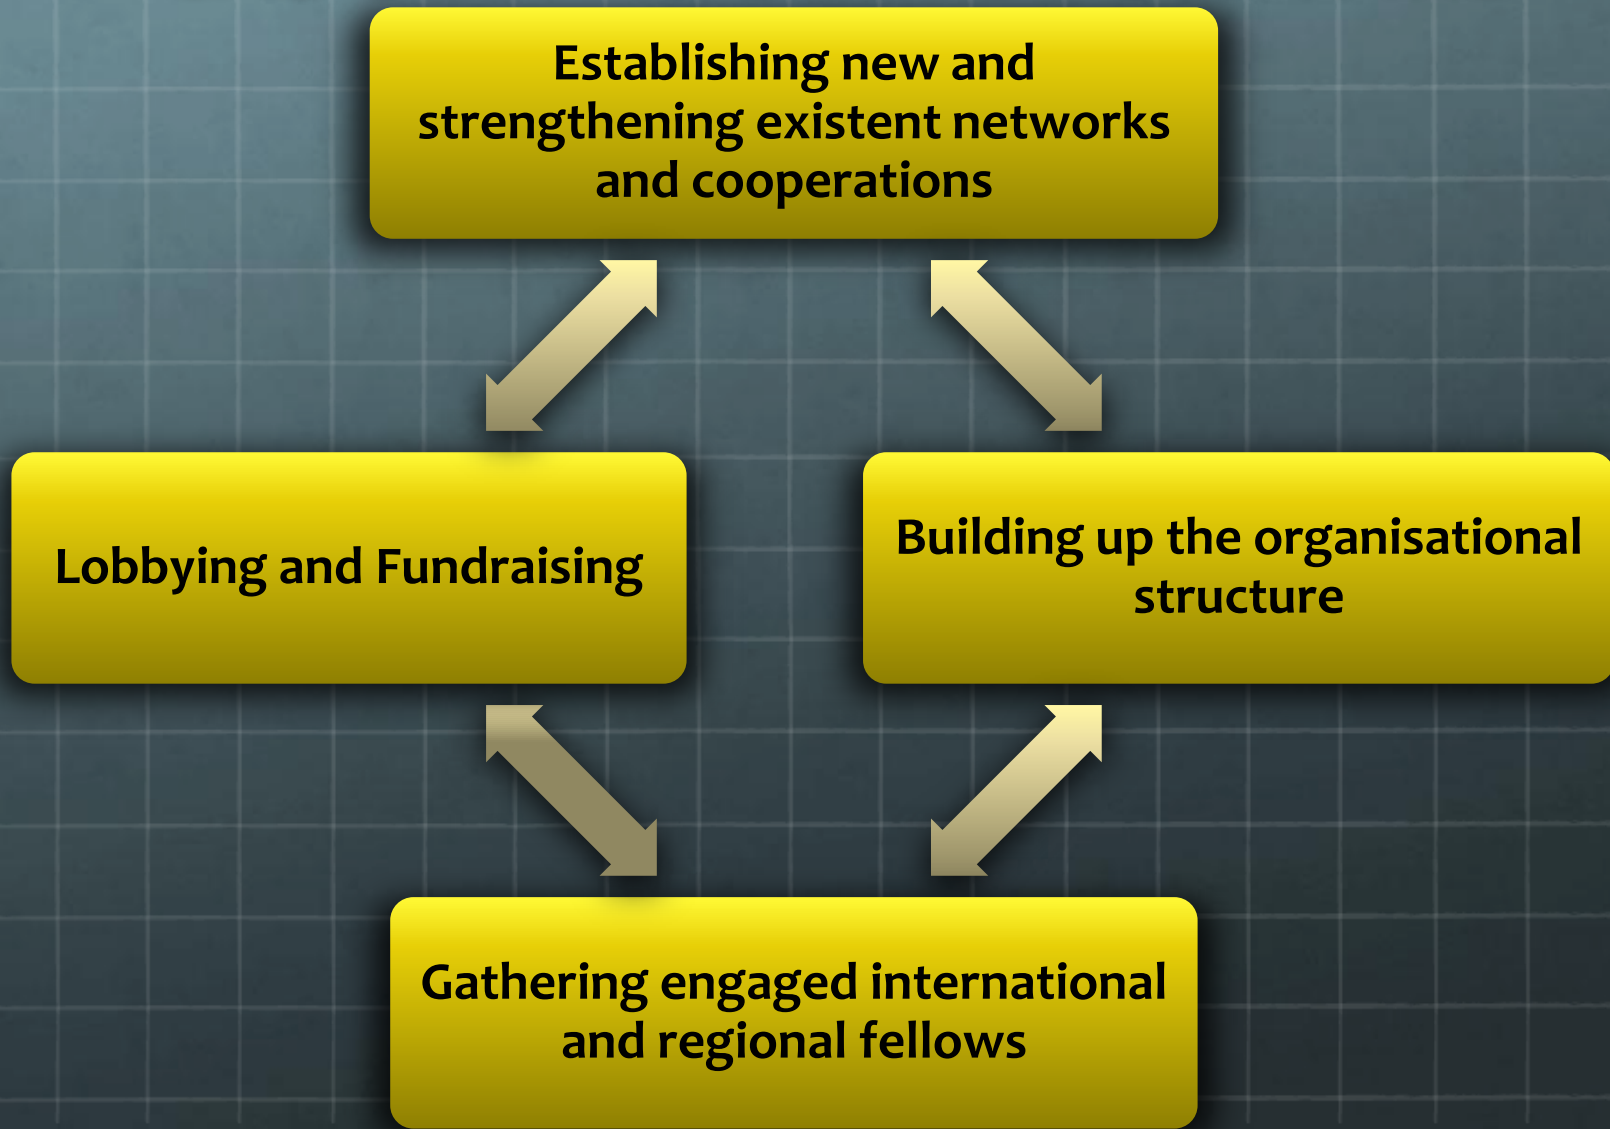 Establishing new and
strengthening existent networks
and cooperations
Lobbying and Fundraising
Building up the organisational
structure
Gathering engaged international
and regional fellows